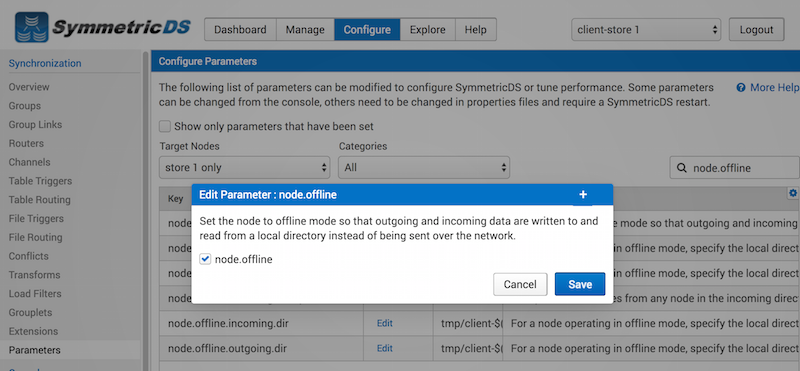 SymmetricDS
Dashboard Manage Configure Explore Help
client-store 1
Logout
Synchronization
Overview
Groups
Group Links
Routers
Channels
Table Triggers
Table Routing
File Triggers
File Routing
Conflicts
Transforms
Load Filters
Grouplets
Extensions
Parameters
Configure Parameters
The following list of parameters can be modified to configure SymmetricDS or tune performance. Some parameters
can be changed from the console, others need to be changed in properties files and require a SymmetricDS restart.
More Help
Show only parameters that have been set
Target Nodes
Categories
store 1 only
All
node.offline
Key
Edit Parameter : node.offline
+
Set the node to offline mode so that outgoing and incoming data are written to and
read from a local directory instead of being sent over the network.
node.offline
Cancel
Save
node
e mode so that outgoing and incoming
node
in offline mode, specify the local direct
node
in offline mode, specify the local direct
node
es from any node in the incoming direc
node.offline.incoming.dir Edit tmp/client-$( For a node operating in offline mode, specify the local direct
node.offline.outgoing.dir Edit tmp/client-$( For a node operating in offline mode, specify the local direct